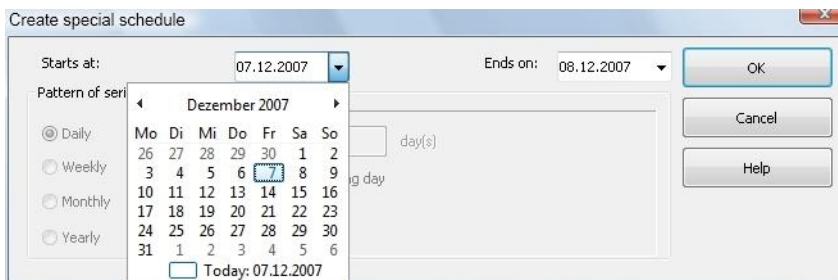 Create special schedule
Starts at: 07.12.2007 Ends on: 08.12.2007 OK
Pattern of seri
Cancel
Help
Daily
day(s)
Weekly
g day
Monthly
Yearly
Dezember 2007
Mo Di Mi Do Fr Sa So
26 27 28 29 30 1 2
3 4 5 6 7 8 9
10 11 12 13 14 15 16
17 18 19 20 21 22 23
24 25 26 27 28 29 30
31 1 2 3 4 5 6
Today: 07.12.2007